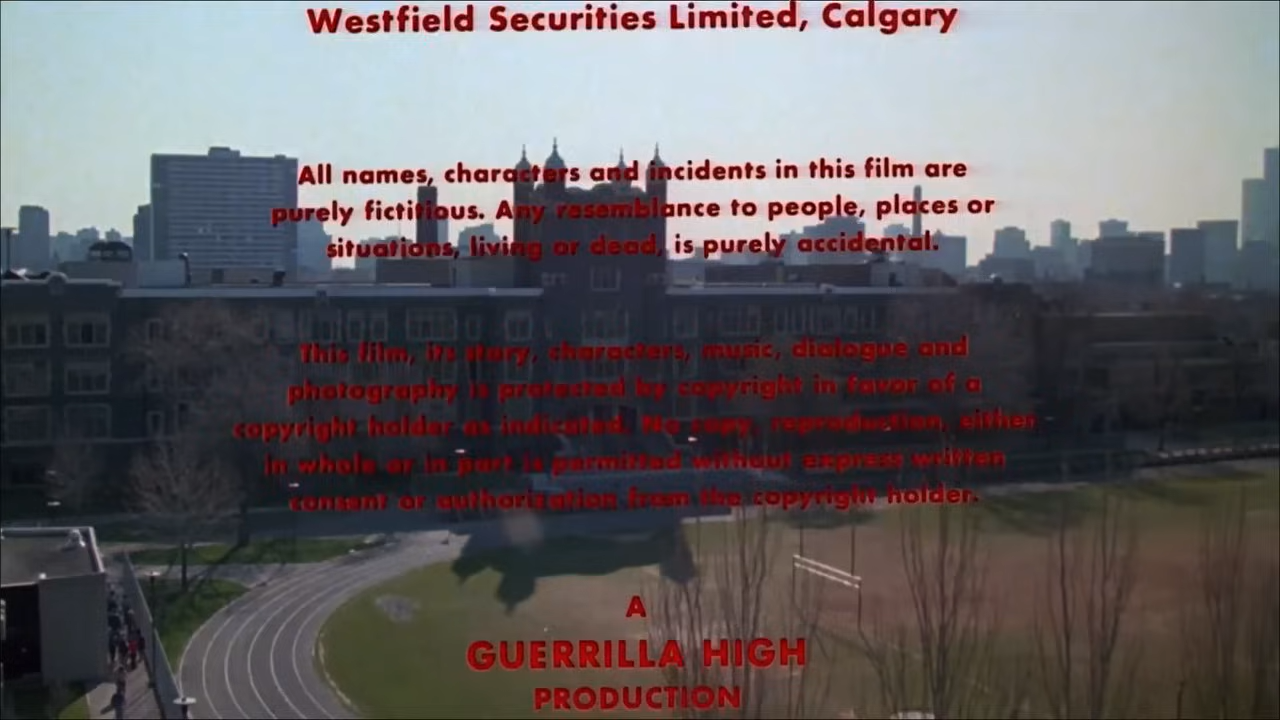 Westfield Securities Limited, Calgary
All names, characters and incidents in this film are
purely fictitious. Any resemblance to people, places or
situations, living or dead, is purely accidental.
This film, its story, characters, music, dialogue and
photography is protected by copyright in favor of a
copyright holder as indicated. No copy, reproduction, either
in whole or in part is permitted without express written
consent or authorization from the copyright holder.
A
GUERRILLA HIGH
PRODUCTION